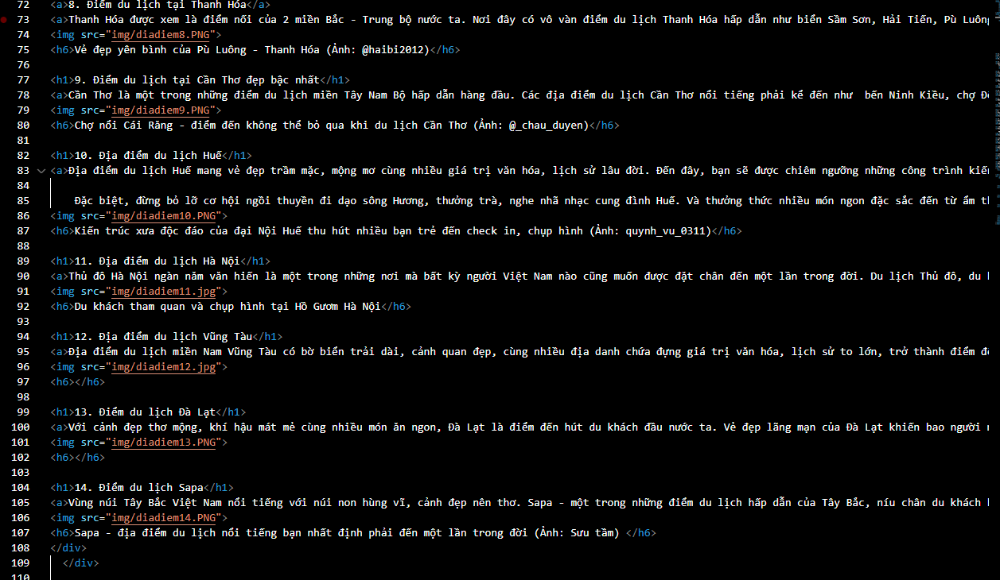 72 <a>8. Điểm du lịch tại Thanh Hóa</a>
73 <a>Thanh Hóa được xem là điểm nối của 2 miền Bắc - Trung bộ nước ta. Nơi đây có vô vàn điểm du lịch Thanh Hóa hấp dẫn như biển Sầm Sơn, Hải Tiến, Pù Luông
74 <img src="img/diadiem8.PNG">
75 <h6>Vẻ đẹp yên bình của Pù Luông - Thanh Hóa (Ảnh: @haibi2012)</h6>
76
77 <h1>9. Điểm du lịch tại Cần Thơ đẹp bậc nhất</h1>
78 <a>Cần Thơ là một trong những điểm du lịch miền Tây Nam Bộ hấp dẫn hàng đầu. Các địa điểm du lịch Cần Thơ nổi tiếng phải kể đến như  bến Ninh Kiều, chợ
79 <img src="img/diadiem9.PNG">
80 <h6>Chợ nổi Cái Răng - điểm đến không thể bỏ qua khi du lịch Cần Thơ (Ảnh: @_chau_duyen)</h6>
81
82 <h1>10. Địa điểm du lịch Huế</h1>
83 <a>Địa điểm du lịch Huế mang vẻ đẹp trầm mặc, mộng mơ cùng nhiều giá trị văn hóa, lịch sử lâu đời. Đến đây, bạn sẽ được chiêm ngưỡng những công trình
84
85 Đặc biệt, đừng bỏ lỡ cơ hội ngồi thuyền đi dạo sông Hương, thưởng trà, nghe nhã nhạc cung đình Huế. Và thưởng thức nhiều món ngon đặc sắc đến từ ẩm
86 <img src="img/diadiem10.PNG">
87 <h6>Kiến trúc xưa độc đáo của đại Nội Huế thu hút nhiều bạn trẻ đến check in, chụp hình (Ảnh: quynh_vu_0311)</h6>
88
89 <h1>11. Địa điểm du lịch Hà Nội</h1>
90 <a>Thủ đô Hà Nội ngàn năm văn hiến là một trong những nơi mà bất kỳ người Việt Nam nào cũng muốn được đặt chân đến một lần trong đời. Du lịch Thủ đô, du
91 <img src="img/diadiem11.jpg">
92 <h6>Du khách tham quan và chụp hình tại Hồ Gươm Hà Nội</h6>
93
94 <h1>12. Địa điểm du lịch Vũng Tàu</h1>
95 <a>Địa điểm du lịch miền Nam Vũng Tàu có bờ biển trải dài, cảnh quan đẹp, cùng nhiều địa danh chứa đựng giá trị văn hóa, lịch sử to lớn, trở thành điểm
96 <img src="img/diadiem12.jpg">
97 <h6></h6>
98
99 <h1>13. Điểm du lịch Đà Lạt</h1>
100 <a>Với cảnh đẹp thơ mộng, khí hậu mát mẻ cùng nhiều món ăn ngon, Đà Lạt là điểm đến hút du khách đầu nước ta. Vẻ đẹp lãng mạn của Đà Lạt khiến bao người
101 <img src="img/diadiem13.PNG">
102 <h6></h6>
103
104 <h1>14. Điểm du lịch Sapa</h1>
105 <a>Vùng núi Tây Bắc Việt Nam nổi tiếng với núi non hùng vĩ, cảnh đẹp nên thơ. Sapa - một trong những điểm du lịch hấp dẫn của Tây Bắc, níu chân du khách
106 <img src="img/diadiem14.PNG">
107 <h6>Sapa - địa điểm du lịch nổi tiếng bạn nhất định phải đến một lần trong đời (Ảnh: Sưu tầm) </h6>
108 </div>
109 </div>
110